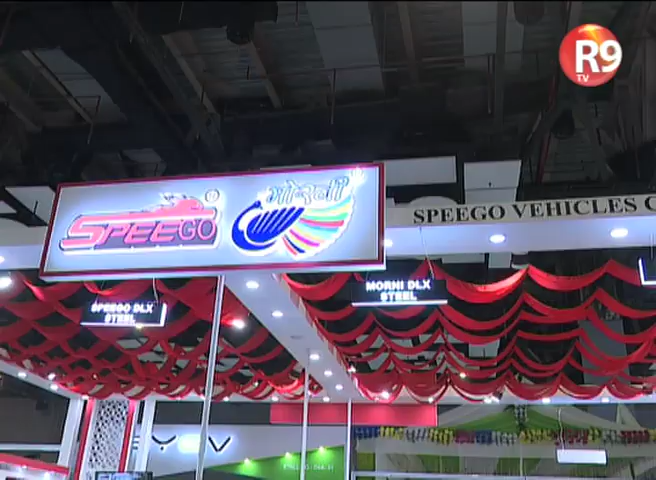 R9
TV
SPEEGO
मोरनी
SPEEGO VEHICLES C
MORNI DLX
STEEL
SPEEGO DLX
STEEL